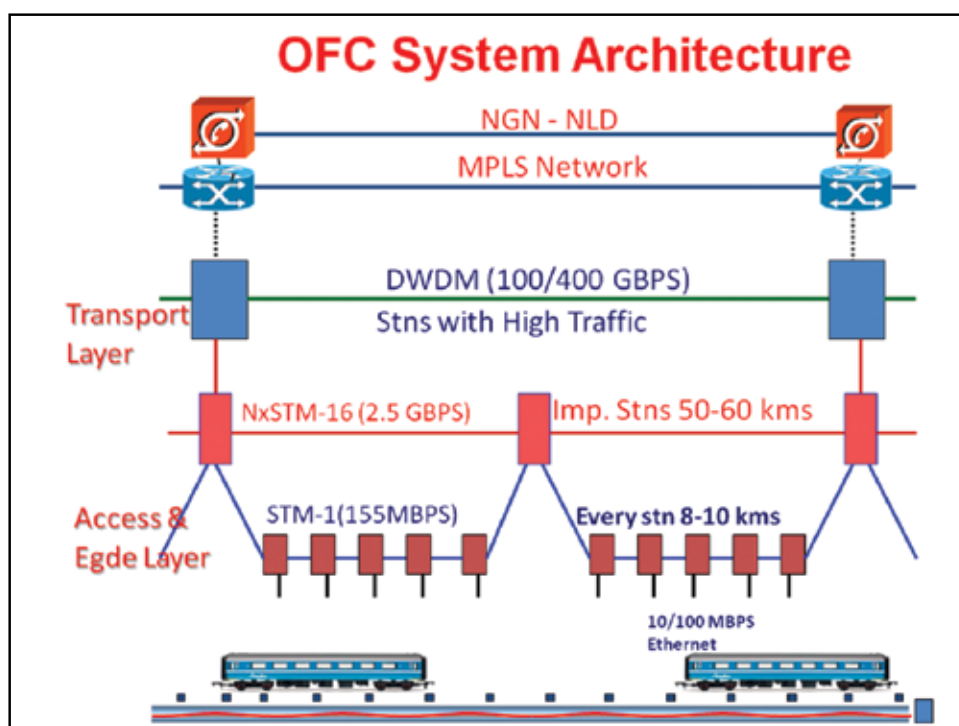 OFC System Architecture
NGN - NLD
MPLS Network
DWDM (100/400 GBPS)
Stns with High Traffic
Transport
Layer
NxSTM-16 (2.5 GBPS)
Imp. Stns 50-60 kms
Access &
Egde Layer
STM-1(155MBPS)
Every stn 8-10 kms
10/100 MBPS
Ethernet